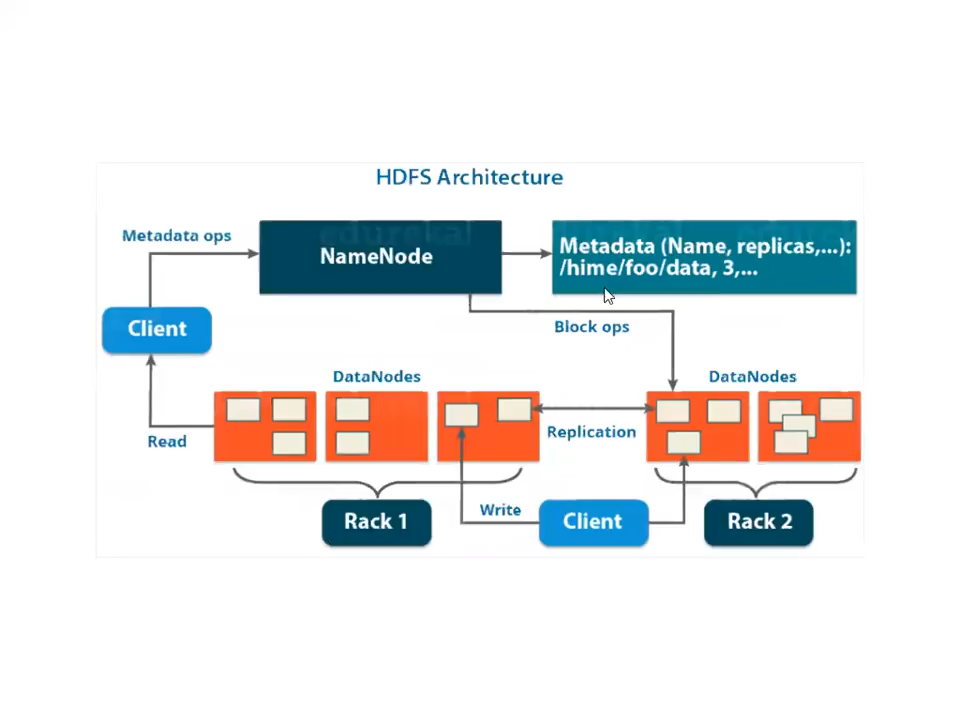 HDFS Architecture
Metadata ops
NameNode
Metadata (Name, replicas,...):
/hime/foo/data, 3,...
Client
Block ops
DataNodes
DataNodes
Read
Replication
Write
Rack 1
Client
Rack 2